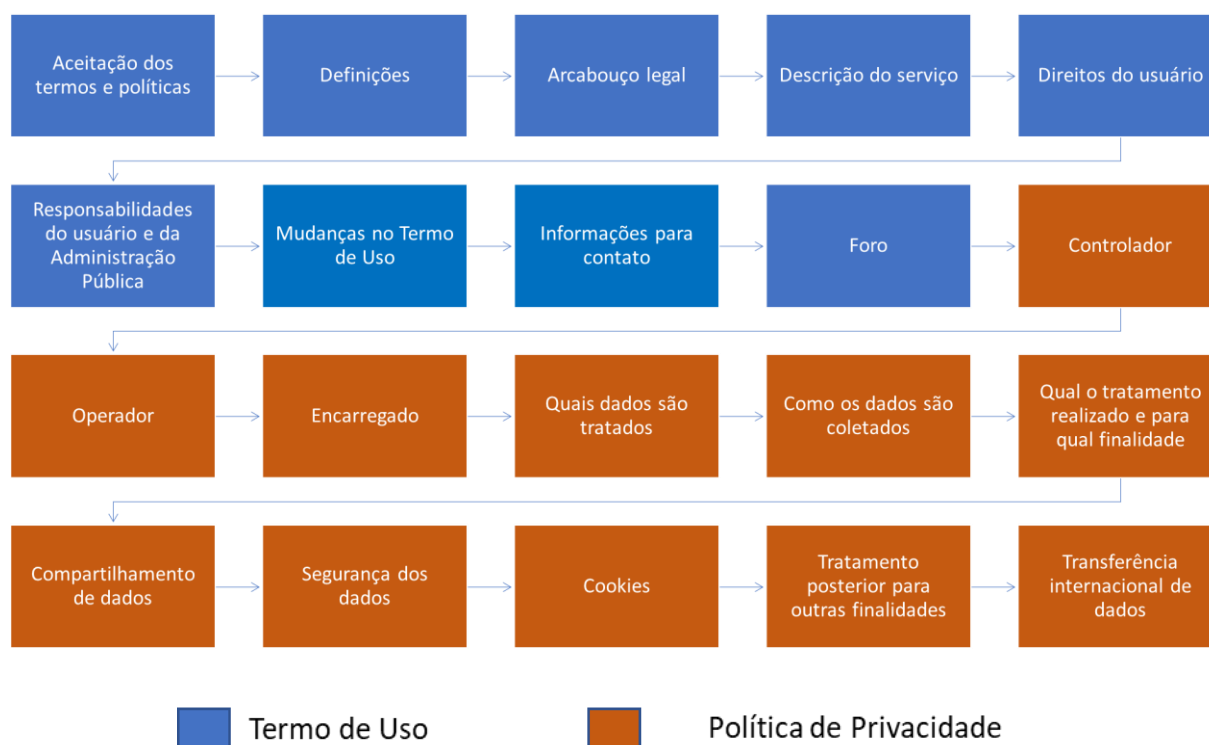 Aceitação dos
termos e políticas
Definições
Arcabouço legal
Descrição do serviço
Direitos do usuário
Responsabilidades
do usuário e da
Administração
Pública
Mudanças no Termo
de Uso
Informações para
contato
Foro
Controlador
Operador
Encarregado
Quais dados são
tratados
Como os dados são
coletados
Qual o tratamento
realizado e para
qual finalidade
Compartilhamento
de dados
Segurança dos
dados
Cookies
Tratamento
posterior para
outras finalidades
Transferência
internacional de
dados
Termo de Uso
Política de Privacidade